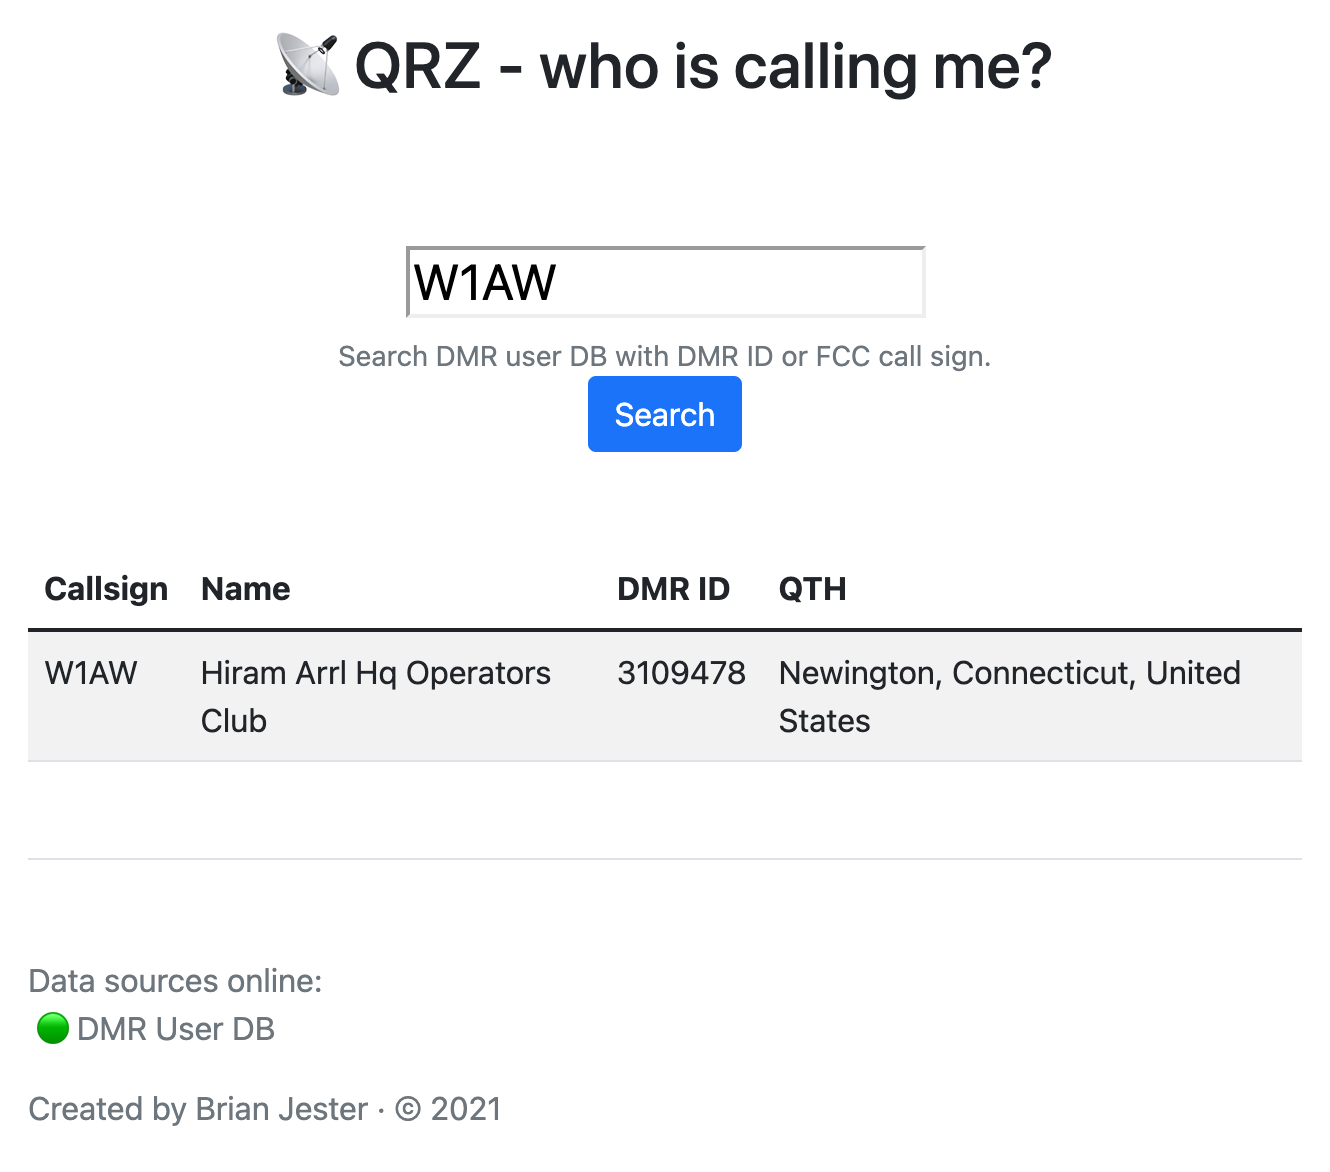 QRZ - who is calling me?
W1AW
Search DMR user DB with DMR ID or FCC call sign.
Search
Callsign Name DMR ID QTH
W1AW Hiram Arrl Hq Operators Club 3109478 Newington, Connecticut, United States
Data sources online:
DMR User DB
Created by Brian Jester · © 2021